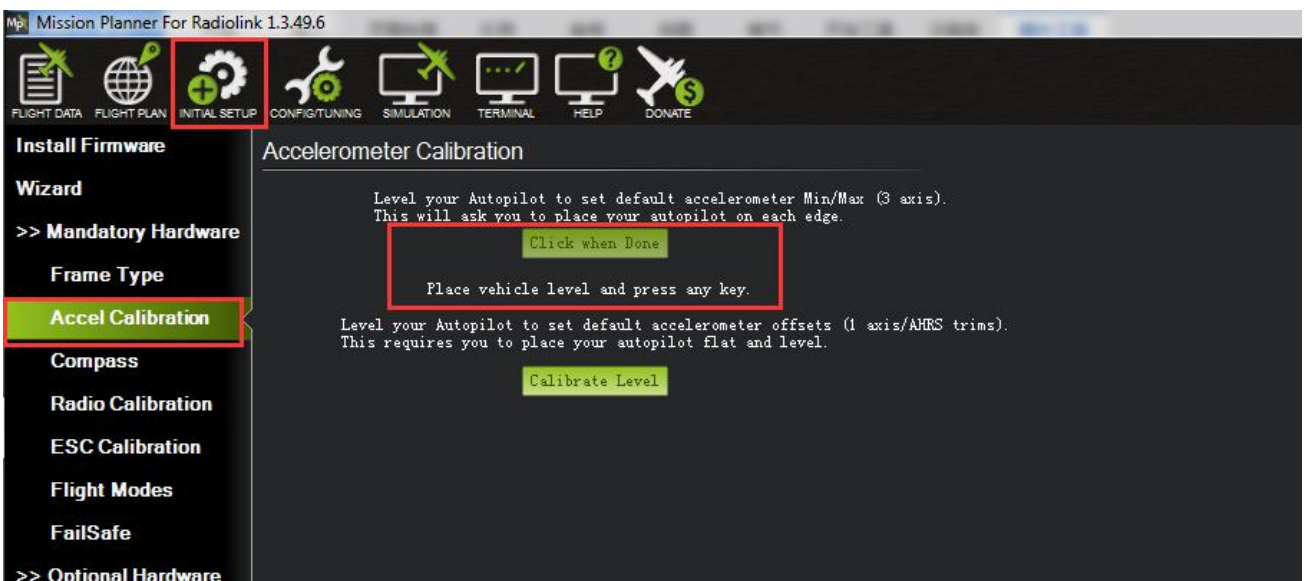 Mission Planner For Radiolink 1.3.49.6
FLIGHT DATA FLIGHT PLAN INITIAL SETUP CONFIG/TUNING SIMULATION TERMINAL HELP DONATE
Install Firmware
Wizard
>> Mandatory Hardware
Frame Type
Accel Calibration
Compass
Radio Calibration
ESC Calibration
Flight Modes
FailSafe
>> Optional Hardware
Accelerometer Calibration
Level your Autopilot to set default accelerometer Min/Max (3 axis).
This will ask you to place your autopilot on each edge.
Click when Done
Place vehicle level and press any key.
Level your Autopilot to set default accelerometer offsets (1 axis/AHRS trims).
This requires you to place your autopilot flat and level.
Calibrate Level